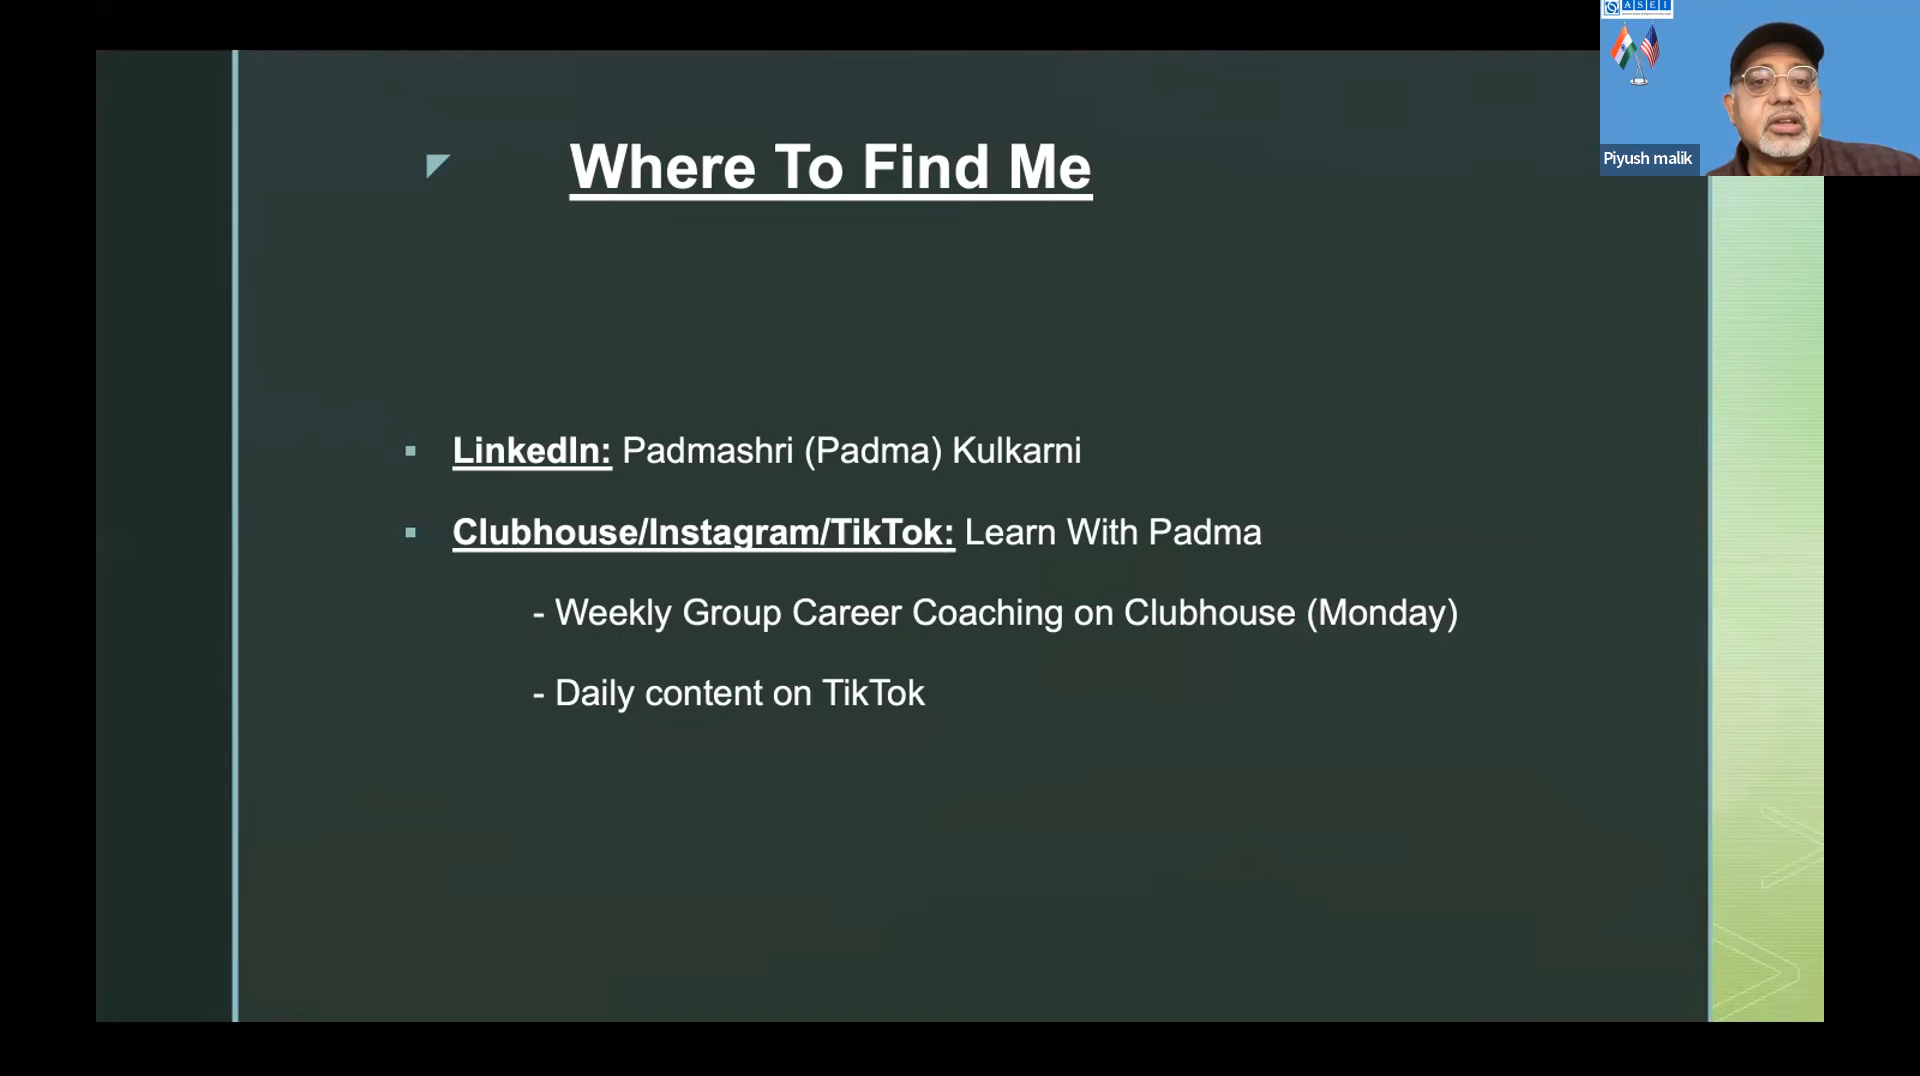 A S E I
Piyush malik
Where To Find Me
▪ LinkedIn: Padmashri (Padma) Kulkarni
▪ Clubhouse/Instagram/TikTok: Learn With Padma
- Weekly Group Career Coaching on Clubhouse (Monday)
- Daily content on TikTok